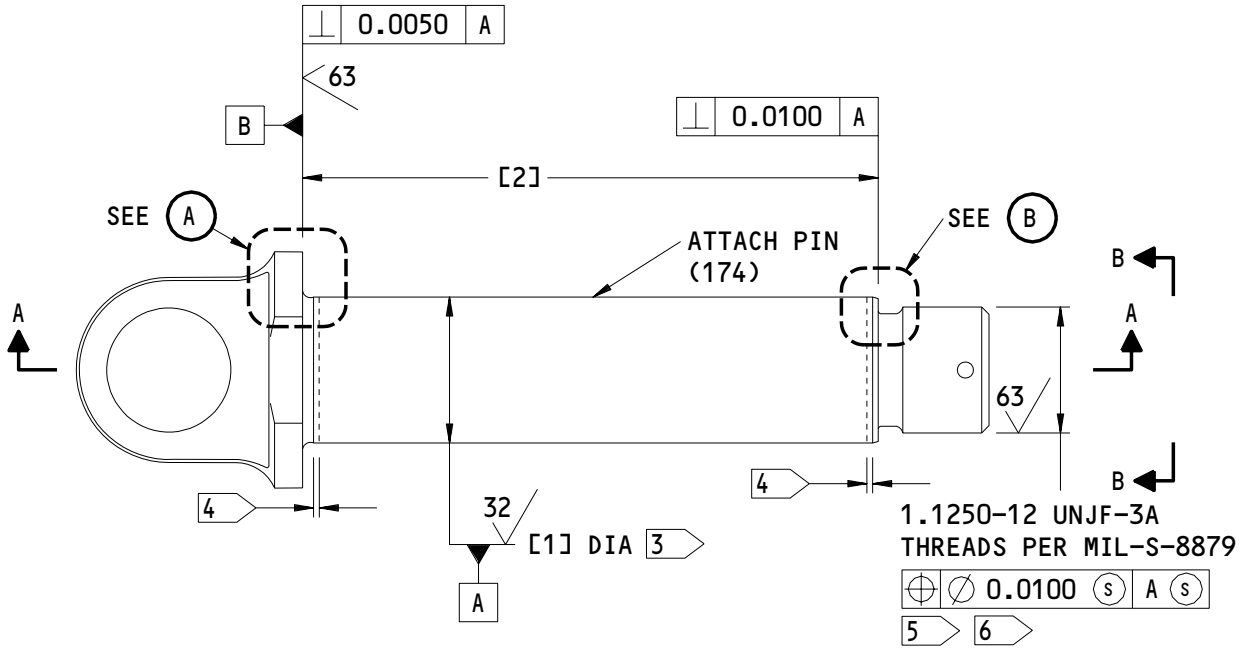 ⊥ 0.0050 A
63
B
⊥ 0.0100 A
[2]
SEE A
ATTACH PIN
(174)
SEE B
B
A
A
63
4
4
B
32
[1] DIA 3
A
1.1250-12 UNJF-3A
THREADS PER MIL-S-8879
⌖ ⌀ 0.0100 Ⓢ A Ⓢ
5 6